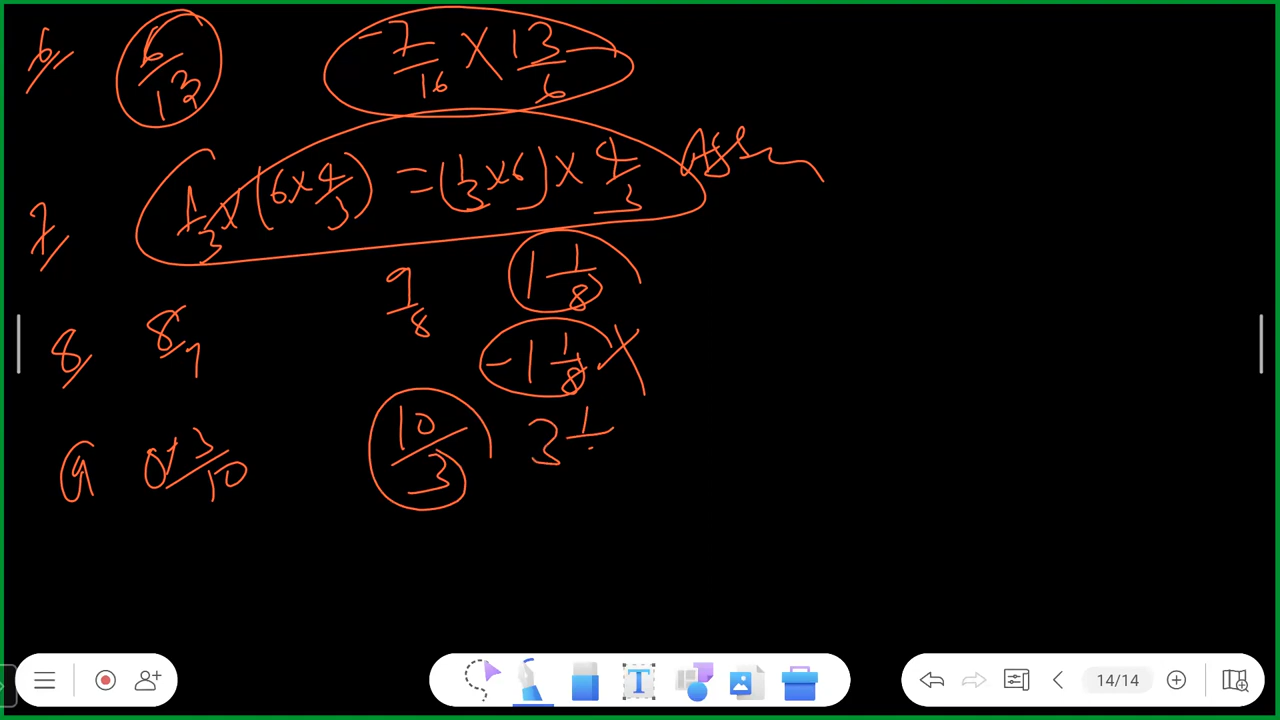 6 6/13 -7/16 × 13/6
7 1/3 × (6 × 4/3) = (1/3 × 6) × 4/3
8 8/9 9/8 1 1/8
-1 1/8 ×
9 0.3/10 10/3 3 1/
14/14